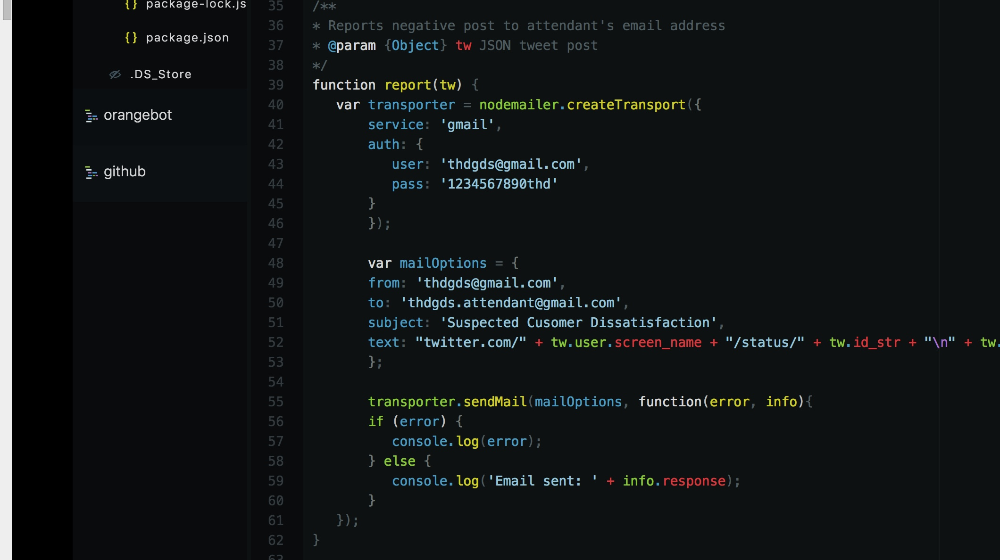 package-lock.js
package.json
.DS_Store
orangebot
github
35 /**
36 * Reports negative post to attendant's email address
37 * @param {Object} tw JSON tweet post
38 */
39 function report(tw) {
40 var transporter = nodemailer.createTransport({
41 service: 'gmail',
42 auth: {
43 user: 'thdgds@gmail.com',
44 pass: '1234567890thd'
45 }
46 });
47
48 var mailOptions = {
49 from: 'thdgds@gmail.com',
50 to: 'thdgds.attendant@gmail.com',
51 subject: 'Suspected Cusomer Dissatisfaction',
52 text: "twitter.com/" + tw.user.screen_name + "/status/" + tw.id_str + "\n" + tw.
53 };
54
55 transporter.sendMail(mailOptions, function(error, info){
56 if (error) {
57 console.log(error);
58 } else {
59 console.log('Email sent: ' + info.response);
60 }
61 });
62 }
63